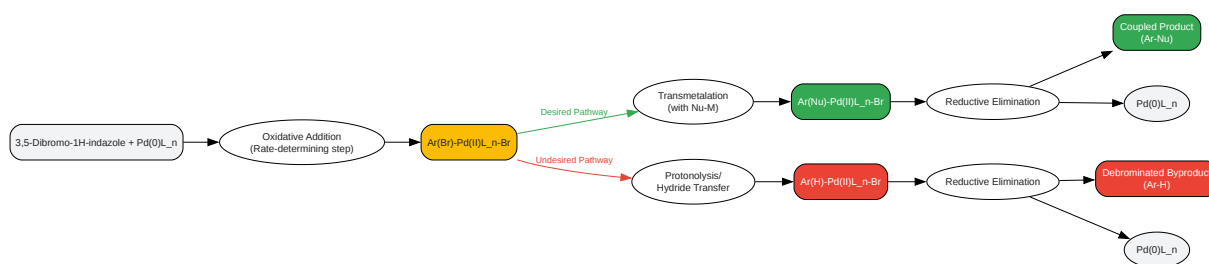 3,5-Dibromo-1H-indazole + Pd(0)L_n
Oxidative Addition
(Rate-determining step)
Ar(Br)-Pd(II)L_n-Br
Desired Pathway
Undesired Pathway
Transmetalation
(with Nu-M)
Ar(Nu)-Pd(II)L_n-Br
Reductive Elimination
Coupled Product
(Ar-Nu)
Pd(0)L_n
Protonolysis/
Hydride Transfer
Ar(H)-Pd(II)L_n-Br
Reductive Elimination
Debrominated Byproduct
(Ar-H)
Pd(0)L_n